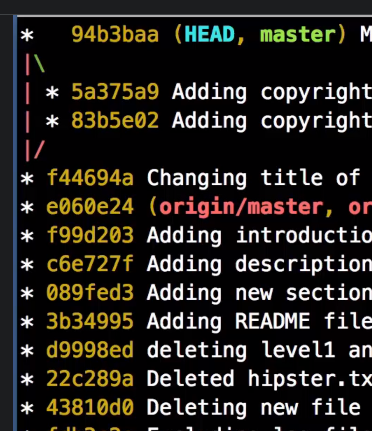 * 94b3baa (HEAD, master) M
|\
| * 5a375a9 Adding copyright
| * 83b5e02 Adding copyright
|/
* f44694a Changing title of
* e060e24 (origin/master, or
* f99d203 Adding introductio
* c6e727f Adding description
* 089fed3 Adding new section
* 3b34995 Adding README file
* d9998ed deleting level1 an
* 22c289a Deleted hipster.tx
* 43810d0 Deleting new file